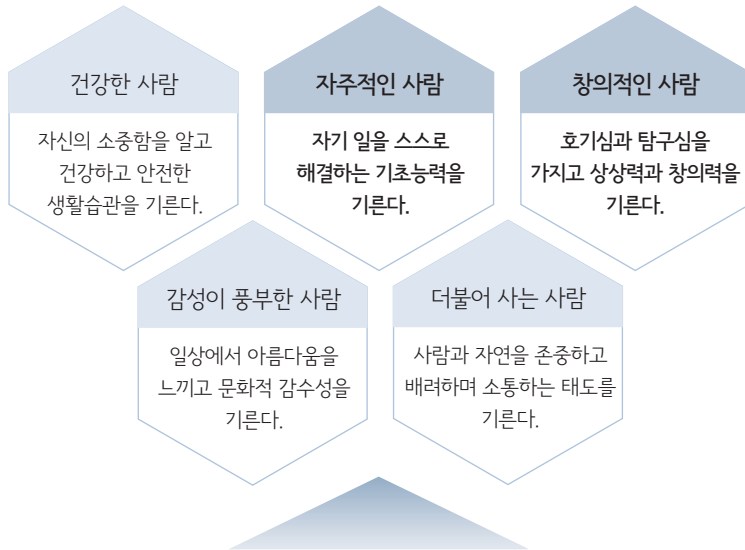 건강한 사람
자신의 소중함을 알고
건강하고 안전한
생활습관을 기른다.
자주적인 사람
자기 일을 스스로
해결하는 기초능력을
기른다.
창의적인 사람
호기심과 탐구심을
가지고 상상력과 창의력을
기른다.
감성이 풍부한 사람
일상에서 아름다움을
느끼고 문화적 감수성을
기른다.
더불어 사는 사람
사람과 자연을 존중하고
배려하며 소통하는 태도를
기른다.